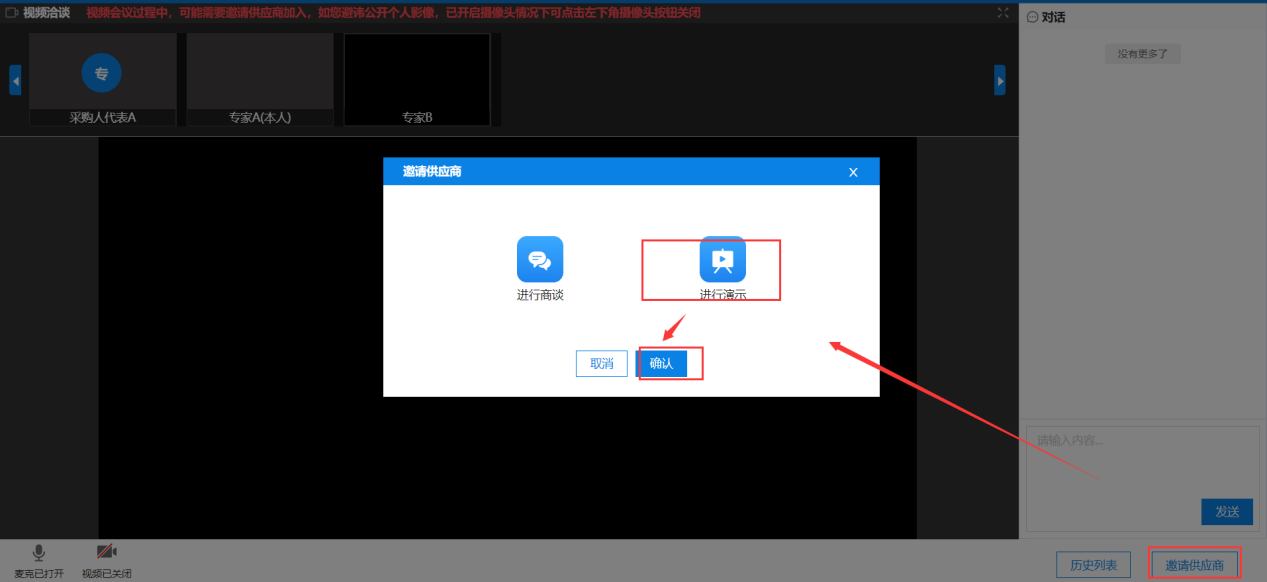 视频洽谈 视频会议过程中，可能需要邀请供应商加入，如您避讳公开个人影像，已开启摄像头情况下可点击左下角摄像头按钮关闭
对话
没有更多了
专
采购人代表A
专家A(本人)
专家B
邀请供应商 X
进行商谈
进行演示
取消
确认
请输入内容...
发送
麦克已打开
视频已关闭
历史列表
邀请供应商